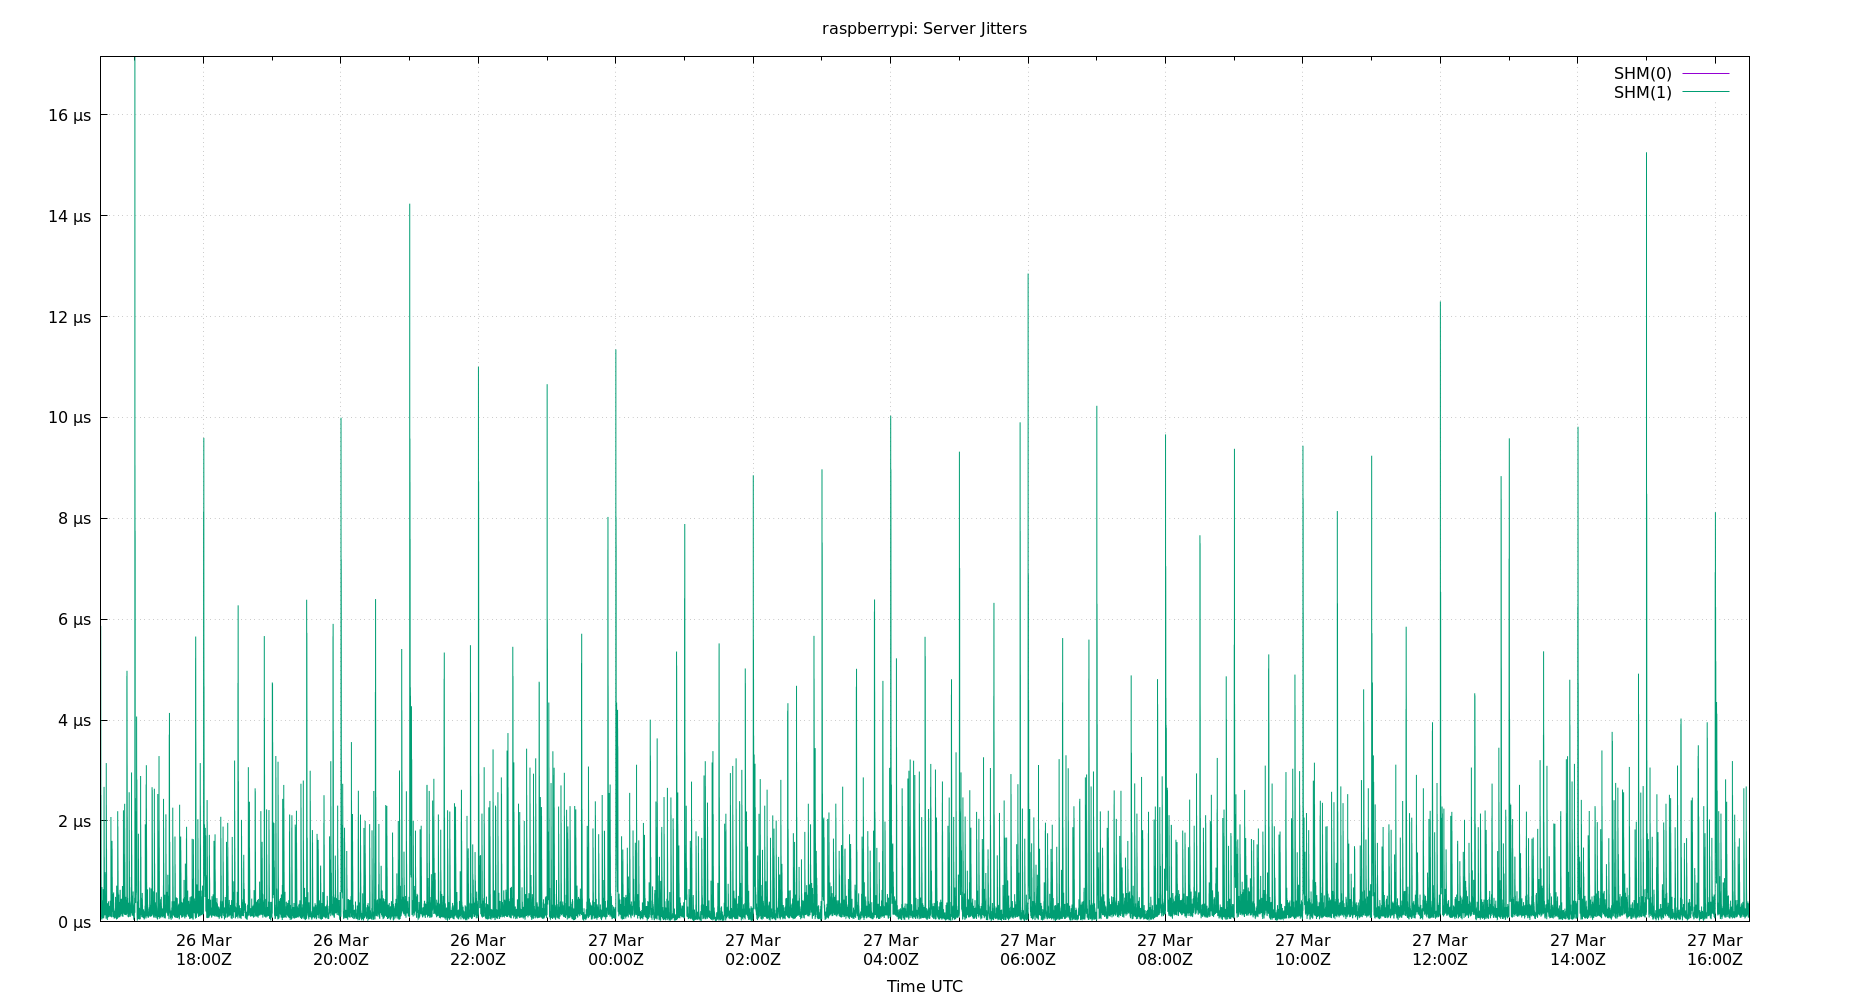 raspberrypi: Server Jitters
SHM(0)
SHM(1)
16 µs
14 µs
12 µs
10 µs
8 µs
6 µs
4 µs
2 µs
0 µs
26 Mar 26 Mar 26 Mar 27 Mar 27 Mar 27 Mar 27 Mar 27 Mar 27 Mar 27 Mar 27 Mar 27 Mar
18:00Z 20:00Z 22:00Z 00:00Z 02:00Z 04:00Z 06:00Z 08:00Z 10:00Z 12:00Z 14:00Z 16:00Z
Time UTC